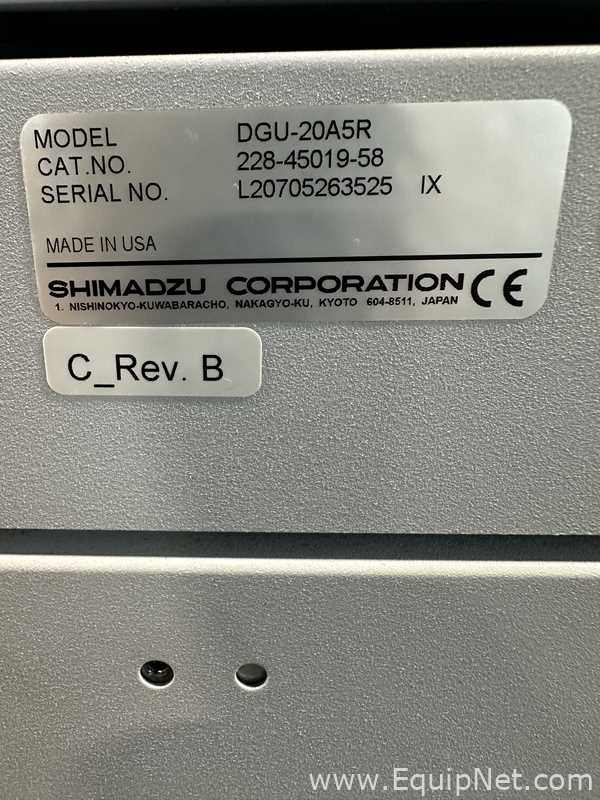 MODEL DGU-20A5R
CAT.NO. 228-45019-58
SERIAL NO. L20705263525 IX
MADE IN USA
SHIMADZU CORPORATION CE
1. NISHINOKYO-KUWABARACHO, NAKAGYO-KU, KYOTO 604-8511, JAPAN
C_Rev. B
www.EquipNet.com